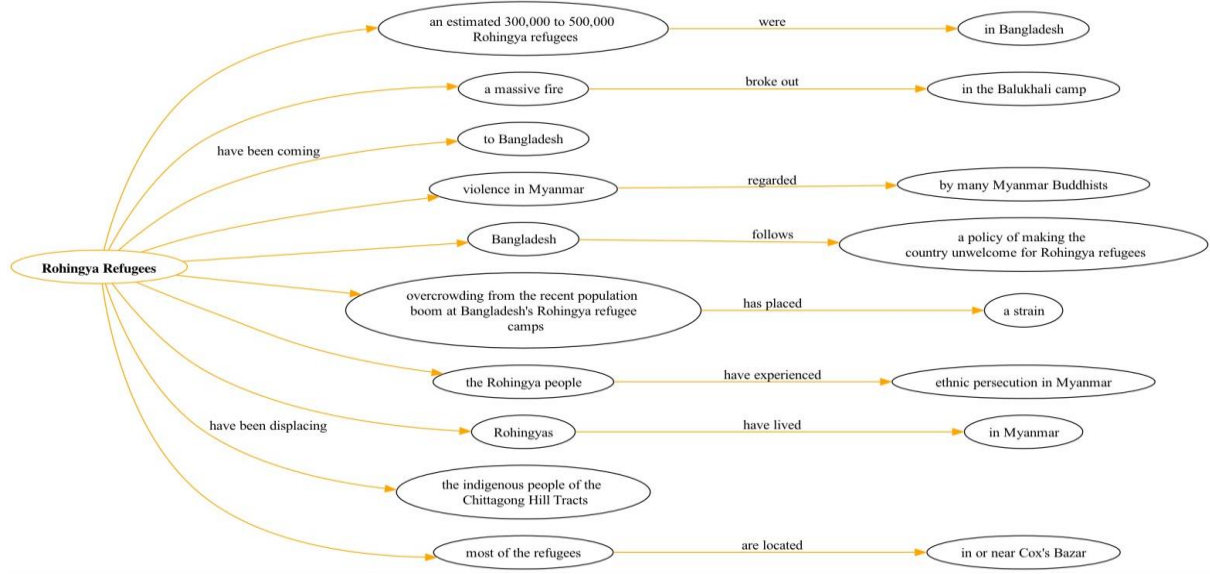 an estimated 300,000 to 500,000
Rohingya refugees
were
in Bangladesh
a massive fire
broke out
in the Balukhali camp
have been coming
to Bangladesh
violence in Myanmar
regarded
by many Myanmar Buddhists
Bangladesh
follows
a policy of making the
country unwelcome for Rohingya refugees
Rohingya Refugees
overcrowding from the recent population
boom at Bangladesh's Rohingya refugee
camps
has placed
a strain
the Rohingya people
have experienced
ethnic persecution in Myanmar
have been displacing
Rohingyas
have lived
in Myanmar
the indigenous people of the
Chittagong Hill Tracts
most of the refugees
are located
in or near Cox's Bazar